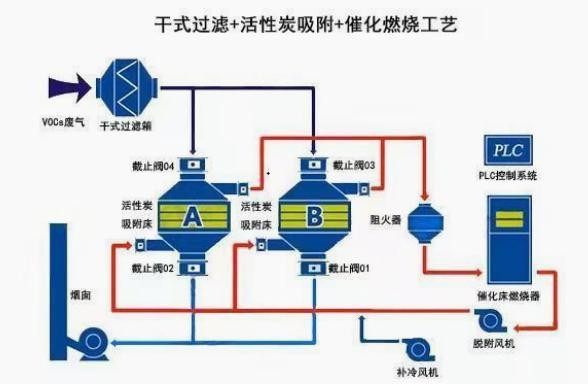 干式过滤+活性炭吸附+催化燃烧工艺
VOCs废气
干式过滤箱
截止阀04
截止阀03
PLC
PLC控制系统
活性炭
吸附床
A
活性炭
吸附床
B
阻火器
截止阀02
截止阀01
烟囱
催化床燃烧器
脱附风机
补冷风机